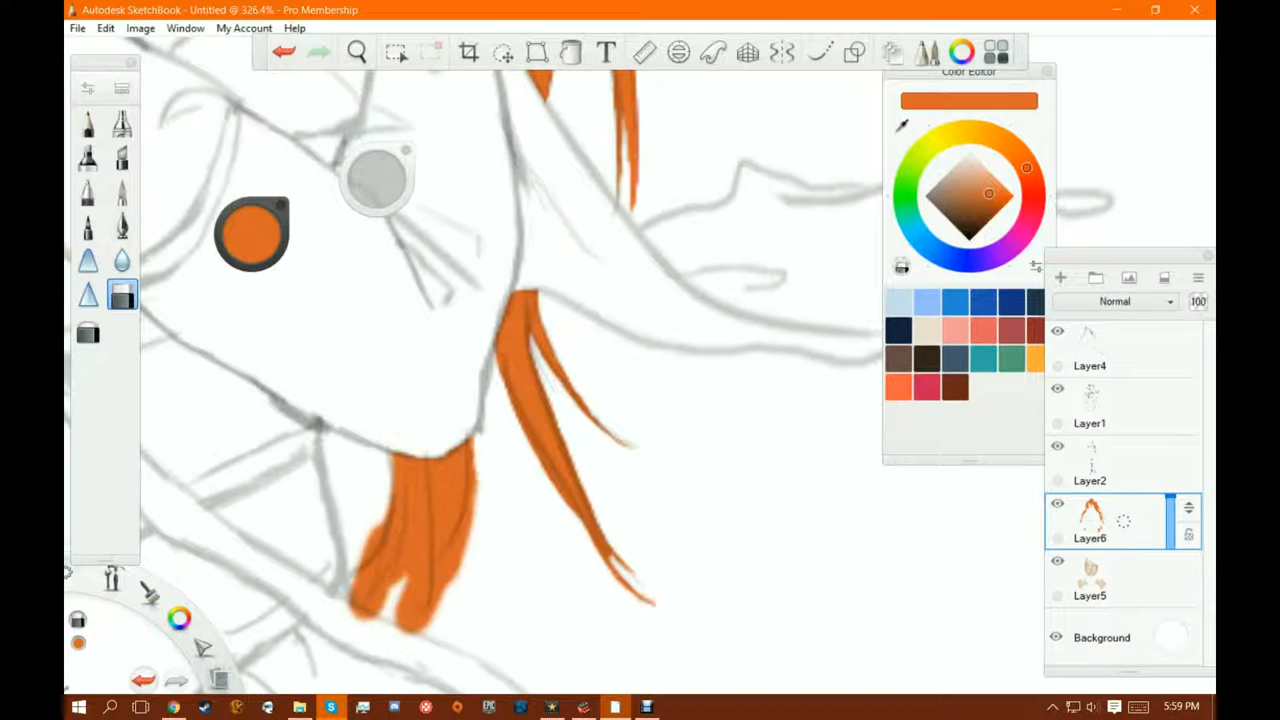 Autodesk SketchBook - Untitled @ 326.4% - Pro Membership
File Edit Image Window My Account Help
T
Color Editor
Normal 100
Layer4
Layer1
Layer2
Layer6
Layer5
Background
5:59 PM